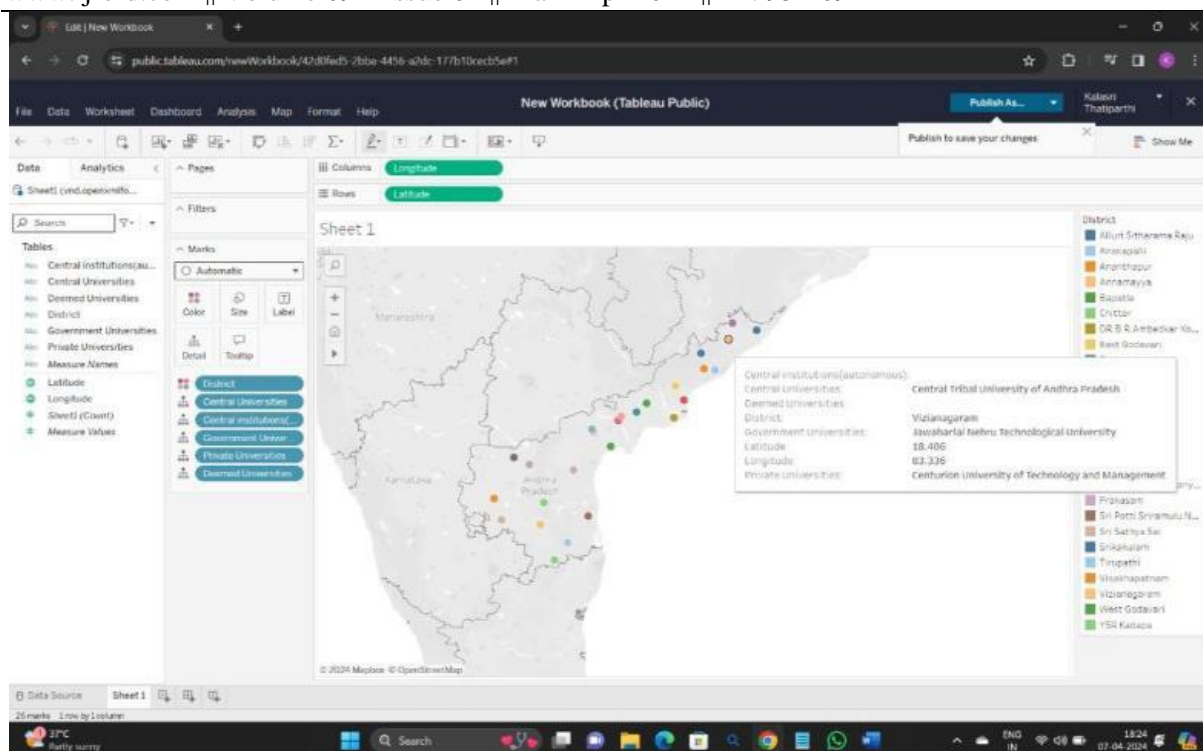 Edit | New Workbook
public.tableau.com/newWorkbook/
New Workbook (Tableau Public)
File Data Worksheet Dashboard Analysis Map Format Help
Publish As...
Kalasri
Thatiparthi
Publish to save your changes
Show Me
Data Analytics
Pages
Columns Longitude
Rows Latitude
Search
Filters
Tables
Marks
Automatic
Color Size Label
Detail Tooltip
Central institutions(au...
Central Universities
Deemed Universities
District
Government Universities
Private Universities
Measure Names
Latitude
Longitude
Sheet1 (Count)
Measure Values
District
Central Universities
Central institutions(...
Government Univer...
Private Universities
Deemed Universities
Sheet 1
Maharashtra
Karnataka
Andhra
Pradesh
Central institutions(autonomous):
Central Universities: Central Tribal University of Andhra Pradesh
Deemed Universities:
District: Vizianagaram
Government Universities: Jawaharlal Nehru Technological University
Latitude: 18.406
Longitude: 83.336
Private Universities: Centurion University of Technology and Management
© 2024 Mapbox © OpenStreetMap
District
Alluri Sitharama Raju
Anakapalli
Ananthapur
Annamayya
Bapatla
Chittor
DR B R Ambedkar Ko...
East Godavari
Prakasam
Sri Potti Sriramulu N...
Sri Sathya Sai
Srikakulam
Tirupathi
Visakhapatnam
Vizianagaram
West Godavari
YSR Kadapa
Data Source Sheet 1
26 marks 1 row by 1 column
37°C
Partly sunny
Search
ENG
IN
18:24
07-04-2024